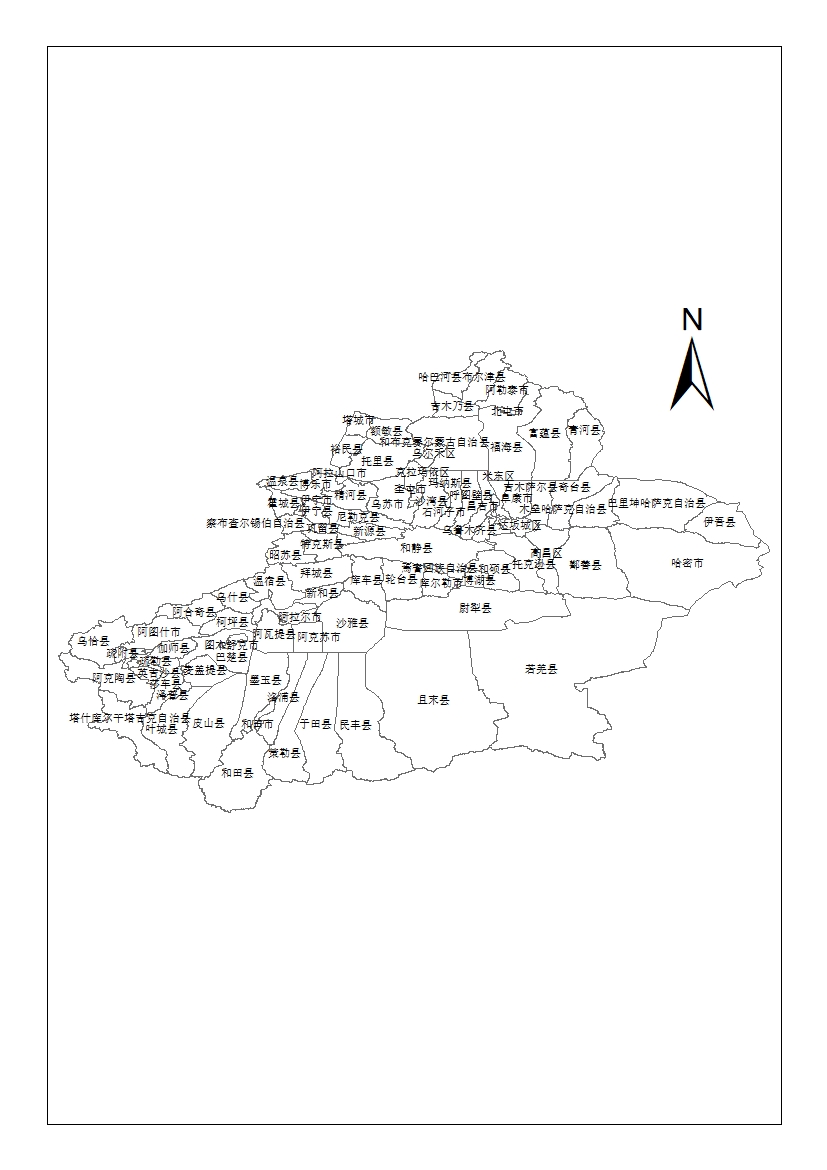 N
哈巴河县
布尔津县
阿勒泰市
吉木乃县
北屯市
塔城市
额敏县
富蕴县
青河县
和布克赛尔蒙古自治县
福海县
裕民县
乌尔禾区
托里县
阿拉山口市
克拉玛依区
米东区
温泉县
博乐市
玛纳斯县
吉木萨尔县
奇台县
精河县
奎屯市
呼图壁县
阜康市
霍城县
伊宁市
乌苏市
沙湾县
昌吉市
巴里坤哈萨克自治县
伊宁县
石河子市
木垒哈萨克自治县
尼勒克县
察布查尔锡伯自治县
伊吾县
巩留县
新源县
乌鲁木齐县
达坂城区
特克斯县
和静县
昭苏县
高昌区
托克逊县
鄯善县
哈密市
拜城县
焉耆回族自治县
和硕县
温宿县
库车县
轮台县
库尔勒市
博湖县
新和县
乌什县
尉犁县
阿合奇县
柯坪县
阿拉尔市
沙雅县
阿图什市
阿瓦提县
阿克苏市
乌恰县
伽师县
图木舒克市
疏附县
疏勒县
巴楚县
英吉沙县
麦盖提县
若羌县
阿克陶县
莎车县
墨玉县
泽普县
洛浦县
且末县
塔什库尔干塔吉克自治县
皮山县
和田市
于田县
民丰县
叶城县
策勒县
和田县